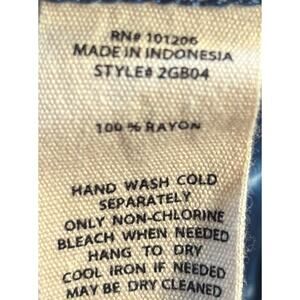 RN# 101206
MADE IN INDONESIA
STYLE# 2GB04
100 % RAYON
HAND WASH COLD
SEPARATELY
ONLY NON-CHLORINE
BLEACH WHEN NEEDED
HANG TO DRY
COOL IRON IF NEEDED
MAY BE DRY CLEANED